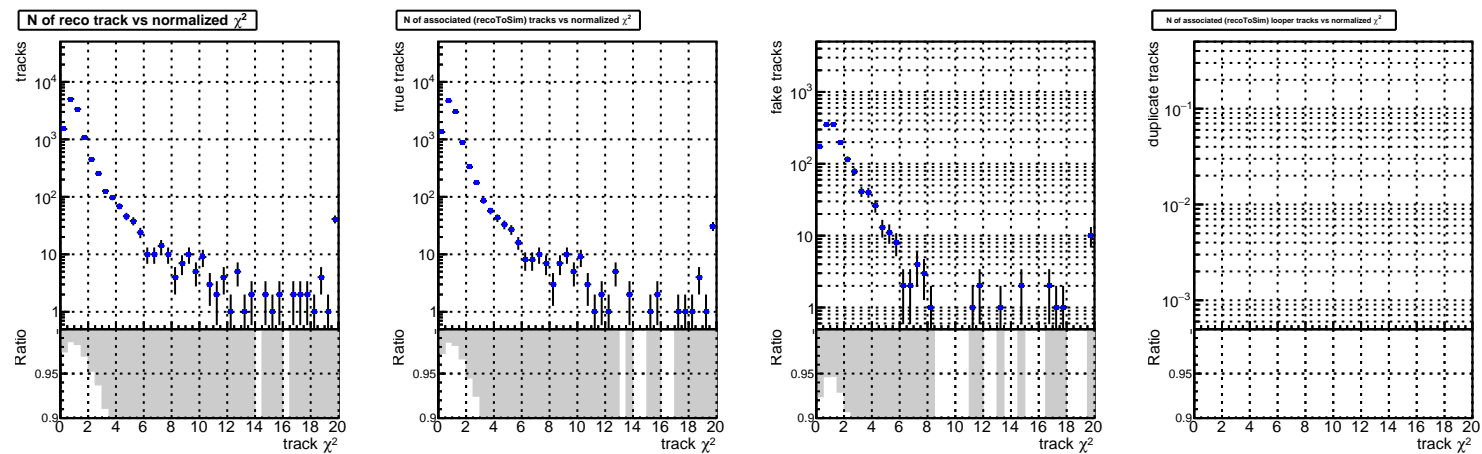 N of reco track vs normalized χ²
tracks
10⁴
10³
10²
10
1
Ratio
0.95
0.9
0 2 4 6 8 10 12 14 16 18 20
track χ²
N of associated (recoToSim) tracks vs normalized χ²
true tracks
10⁴
10³
10²
10
1
Ratio
0.95
0.9
0 2 4 6 8 10 12 14 16 18 20
track χ²
fake tracks
10³
10²
10
1
Ratio
0.95
0.9
0 2 4 6 8 10 12 14 16 18 20
track χ²
N of associated (recoToSim) looper tracks vs normalized χ²
duplicate tracks
10⁻¹
10⁻²
10⁻³
Ratio
0.95
0.9
0 2 4 6 8 10 12 14 16 18 20
track χ²